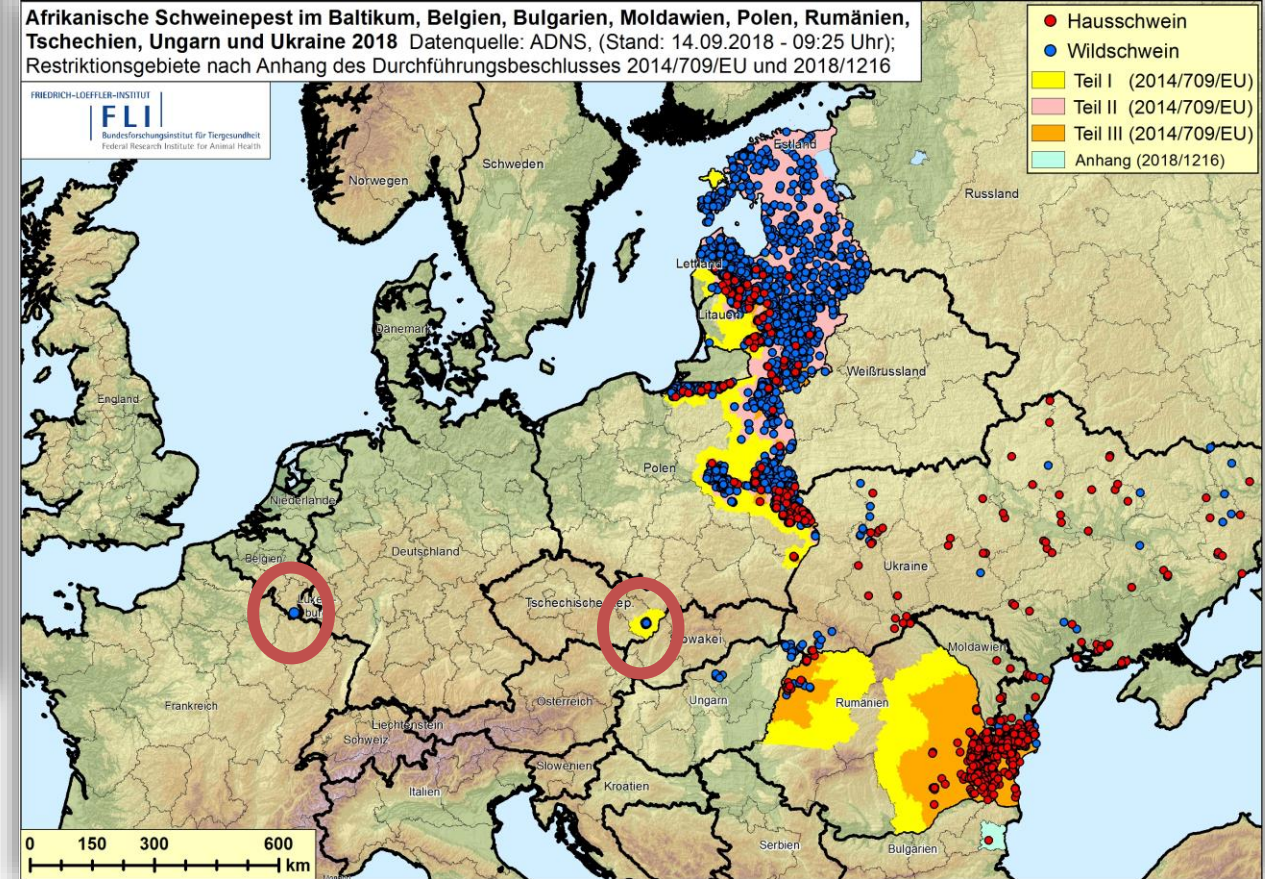 Afrikanische Schweinepest im Baltikum, Belgien, Bulgarien, Moldawien, Polen, Rumänien,
Tschechien, Ungarn und Ukraine 2018 Datenquelle: ADNS, (Stand: 14.09.2018 - 09:25 Uhr);
Restriktionsgebiete nach Anhang des Durchführungsbeschlusses 2014/709/EU und 2018/1216
FRIEDRICH-LOEFFLER-INSTITUT
FLI
Bundesforschungsinstitut für Tiergesundheit
Federal Research Institute for Animal Health
Hausschwein
Wildschwein
Teil I (2014/709/EU)
Teil II (2014/709/EU)
Teil III (2014/709/EU)
Anhang (2018/1216)
Estland
Schweden
Norwegen
Russland
Lettland
Litauen
Dänemark
Weißrussland
England
Polen
Niederlande
Deutschland
Belgien
Ukraine
Tschechische Rep.
Moldawien
Ungarn
Österreich
Rumänien
Frankreich
Liechtenstein
Schweiz
Slowenien
Kroatien
Italien
Serbien
Bulgarien
0 150 300 600
km